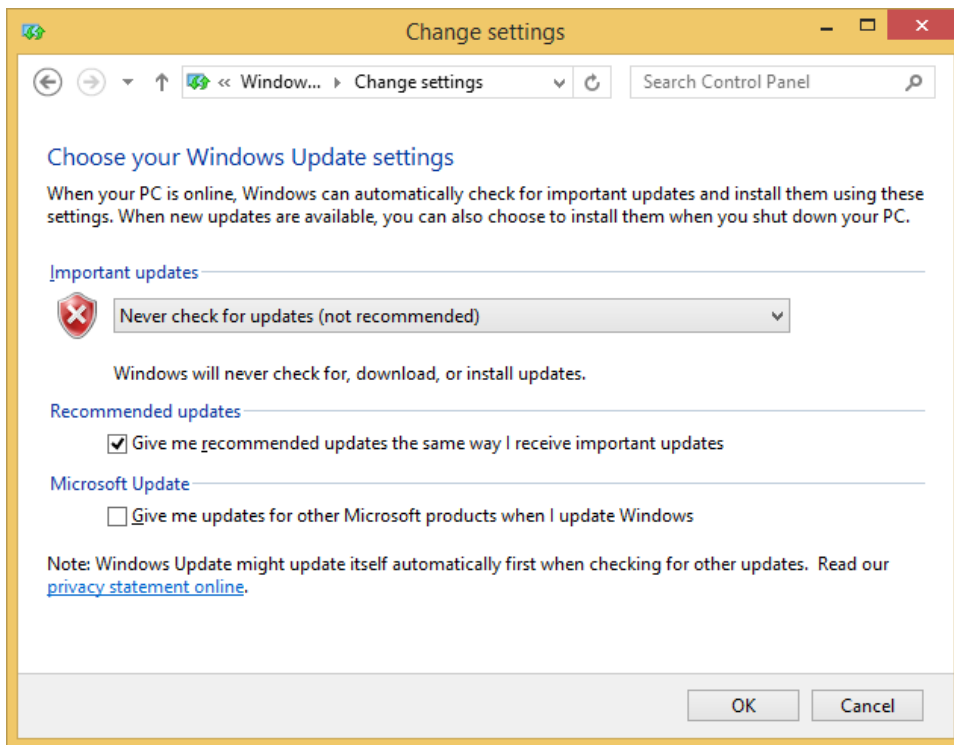 Change settings
« Window... Change settings
Search Control Panel
Choose your Windows Update settings
When your PC is online, Windows can automatically check for important updates and install them using these
settings. When new updates are available, you can also choose to install them when you shut down your PC.
Important updates
Never check for updates (not recommended)
Windows will never check for, download, or install updates.
Recommended updates
Give me recommended updates the same way I receive important updates
Microsoft Update
Give me updates for other Microsoft products when I update Windows
Note: Windows Update might update itself automatically first when checking for other updates. Read our
privacy statement online.
OK
Cancel